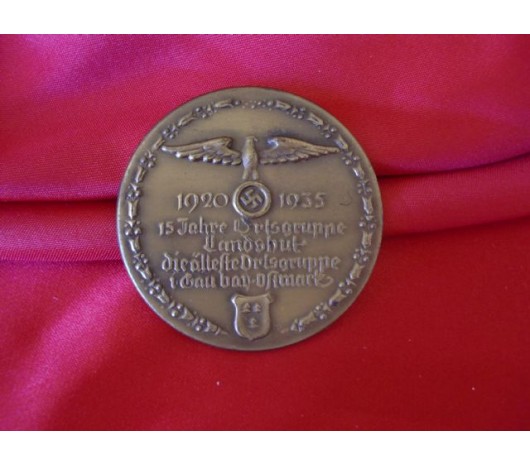 1920 1935
15 Jahre Ortsgruppe
Landshut
die älteste Ortsgruppe
i. Gau bay. Ostmark